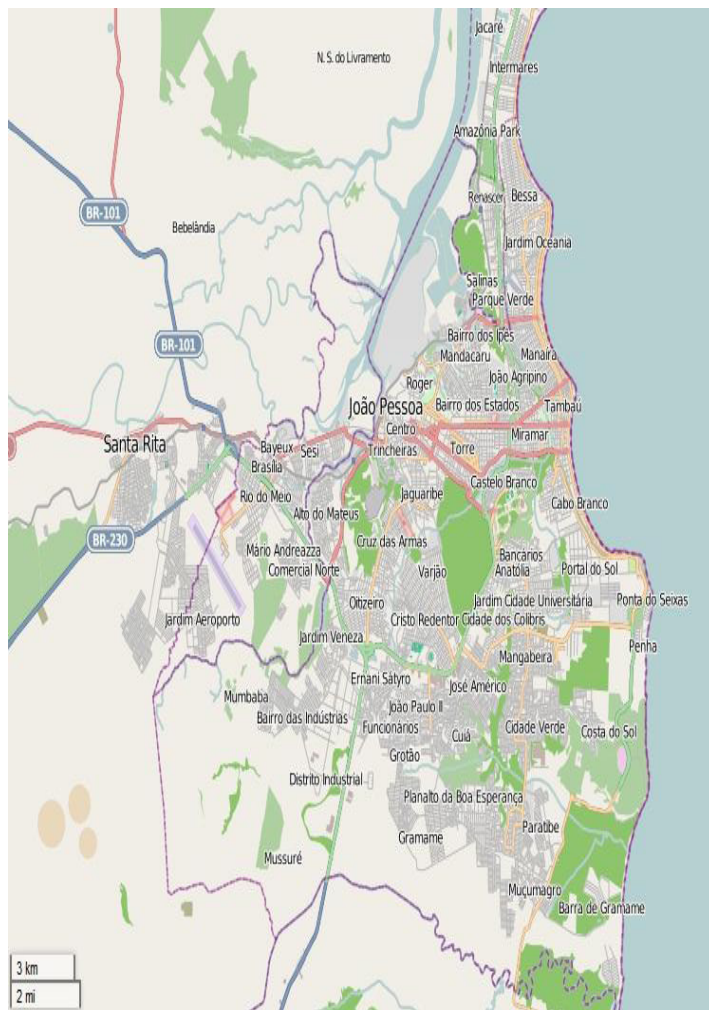 Jacaré
N. S. do Livramento
Intermares
Amazônia Park
Renascer
Bessa
BR-101
Bebelândia
Jardim Oceania
Salinas
Parque Verde
Bairro dos Ipês
BR-101
Mandacaru
Manaíra
João Agripino
Roger
João Pessoa
Bairro dos Estados
Tambaú
Centro
Miramar
Santa Rita
Bayeux
Sesi
Trincheiras
Torre
Brasília
Castelo Branco
Rio do Meio
Jaguaribe
Cabo Branco
Alto do Mateus
BR-230
Cruz das Armas
Mário Andreazza
Bancários
Comercial Norte
Varjão
Anatólia
Portal do Sol
Oitizeiro
Jardim Cidade Universitária
Ponta do Seixas
Jardim Aeroporto
Cristo Redentor
Cidade dos Colibris
Jardim Veneza
Penha
Mangabeira
Ernani Sátyro
José Américo
Mumbaba
João Paulo II
Bairro das Indústrias
Funcionários
Cidade Verde
Costa do Sol
Cuiá
Grotão
Distrito Industrial
Planalto da Boa Esperança
Paratibe
Gramame
Mussuré
Muçumagro
Barra de Gramame
3 km
2 mi